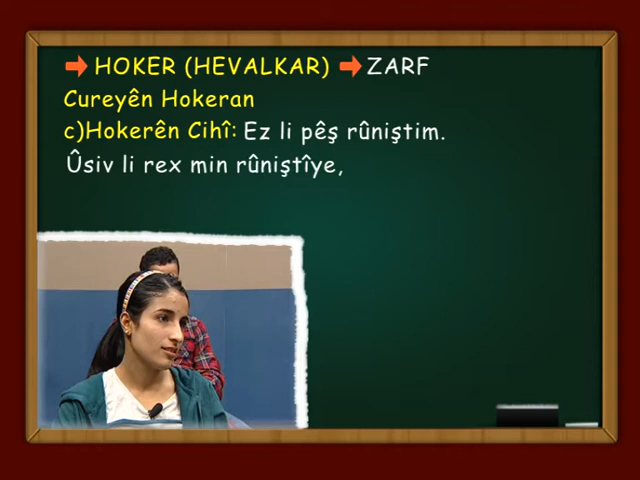 HOKER (HEVALKAR) ZARF
Cureyên Hokeran
c)Hokerên Cihî: Ez li pêş rûniştim.
Ûsiv li rex min rûniştîye,